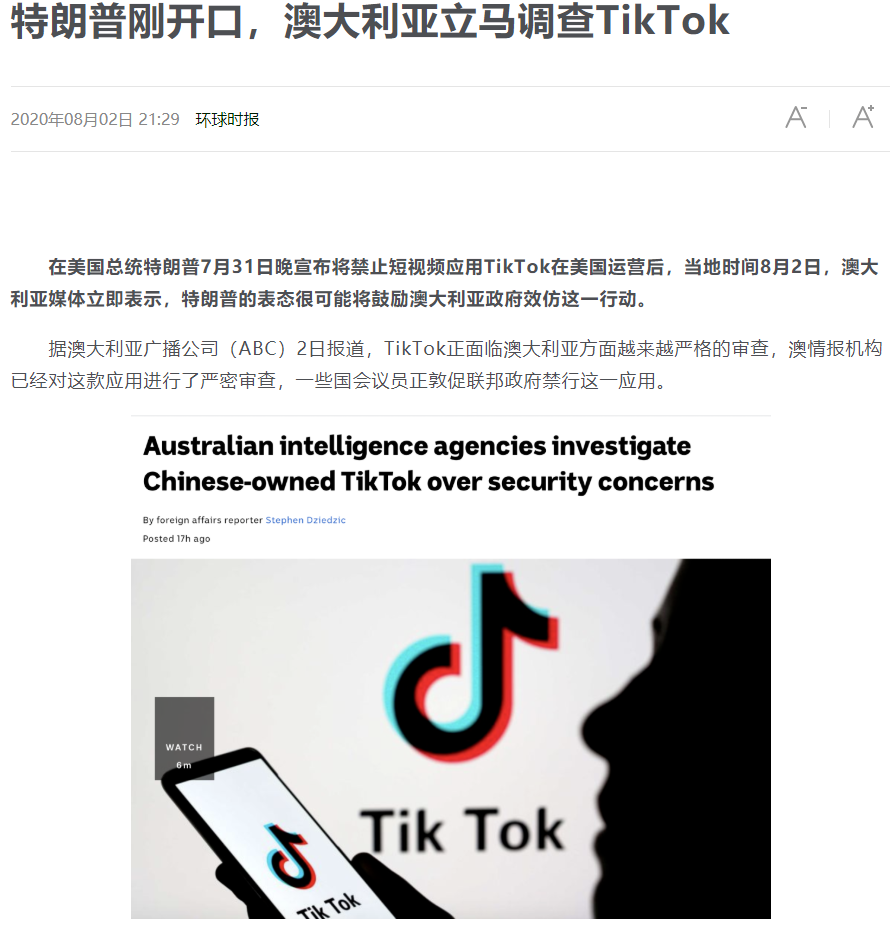 特朗普刚开口，澳大利亚立马调查TikTok
2020年08月02日 21:29 环球时报
A- A+
在美国总统特朗普7月31日晚宣布将禁止短视频应用TikTok在美国运营后，当地时间8月2日，澳大
利亚媒体立即表示，特朗普的表态很可能将鼓励澳大利亚政府效仿这一行动。
据澳大利亚广播公司（ABC）2日报道，TikTok正面临澳大利亚方面越来越严格的审查，澳情报机构
已经对这款应用进行了严密审查，一些国会议员正敦促联邦政府禁行这一应用。
Australian intelligence agencies investigate
Chinese-owned TikTok over security concerns
By foreign affairs reporter Stephen Dziedzic
Posted 17h ago
WATCH
6m
Tik Tok
Tik Tok